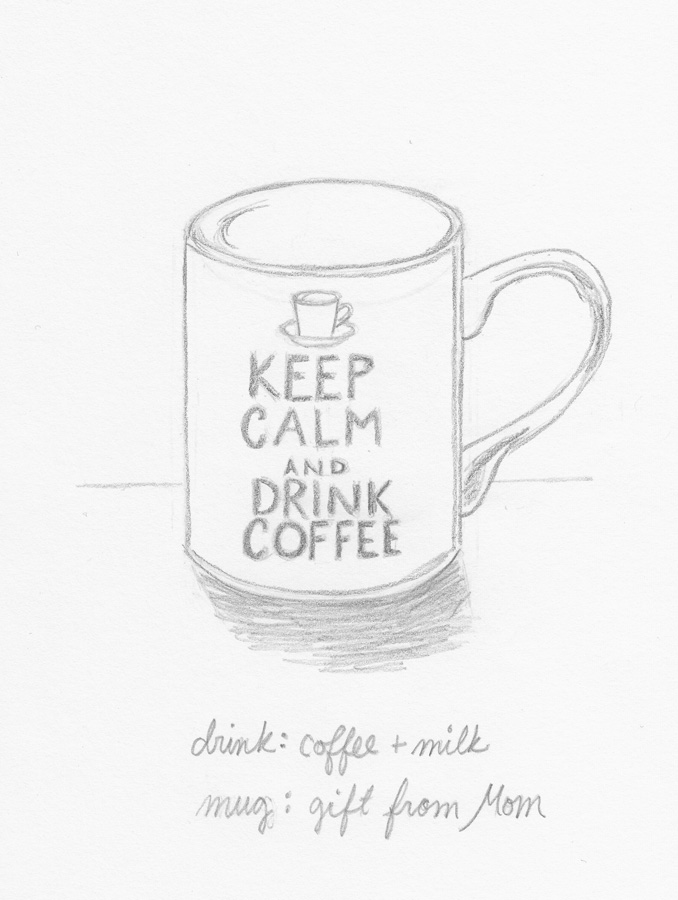 KEEP
CALM
AND
DRINK
COFFEE
drink: coffee + milk
mug: gift from Mom